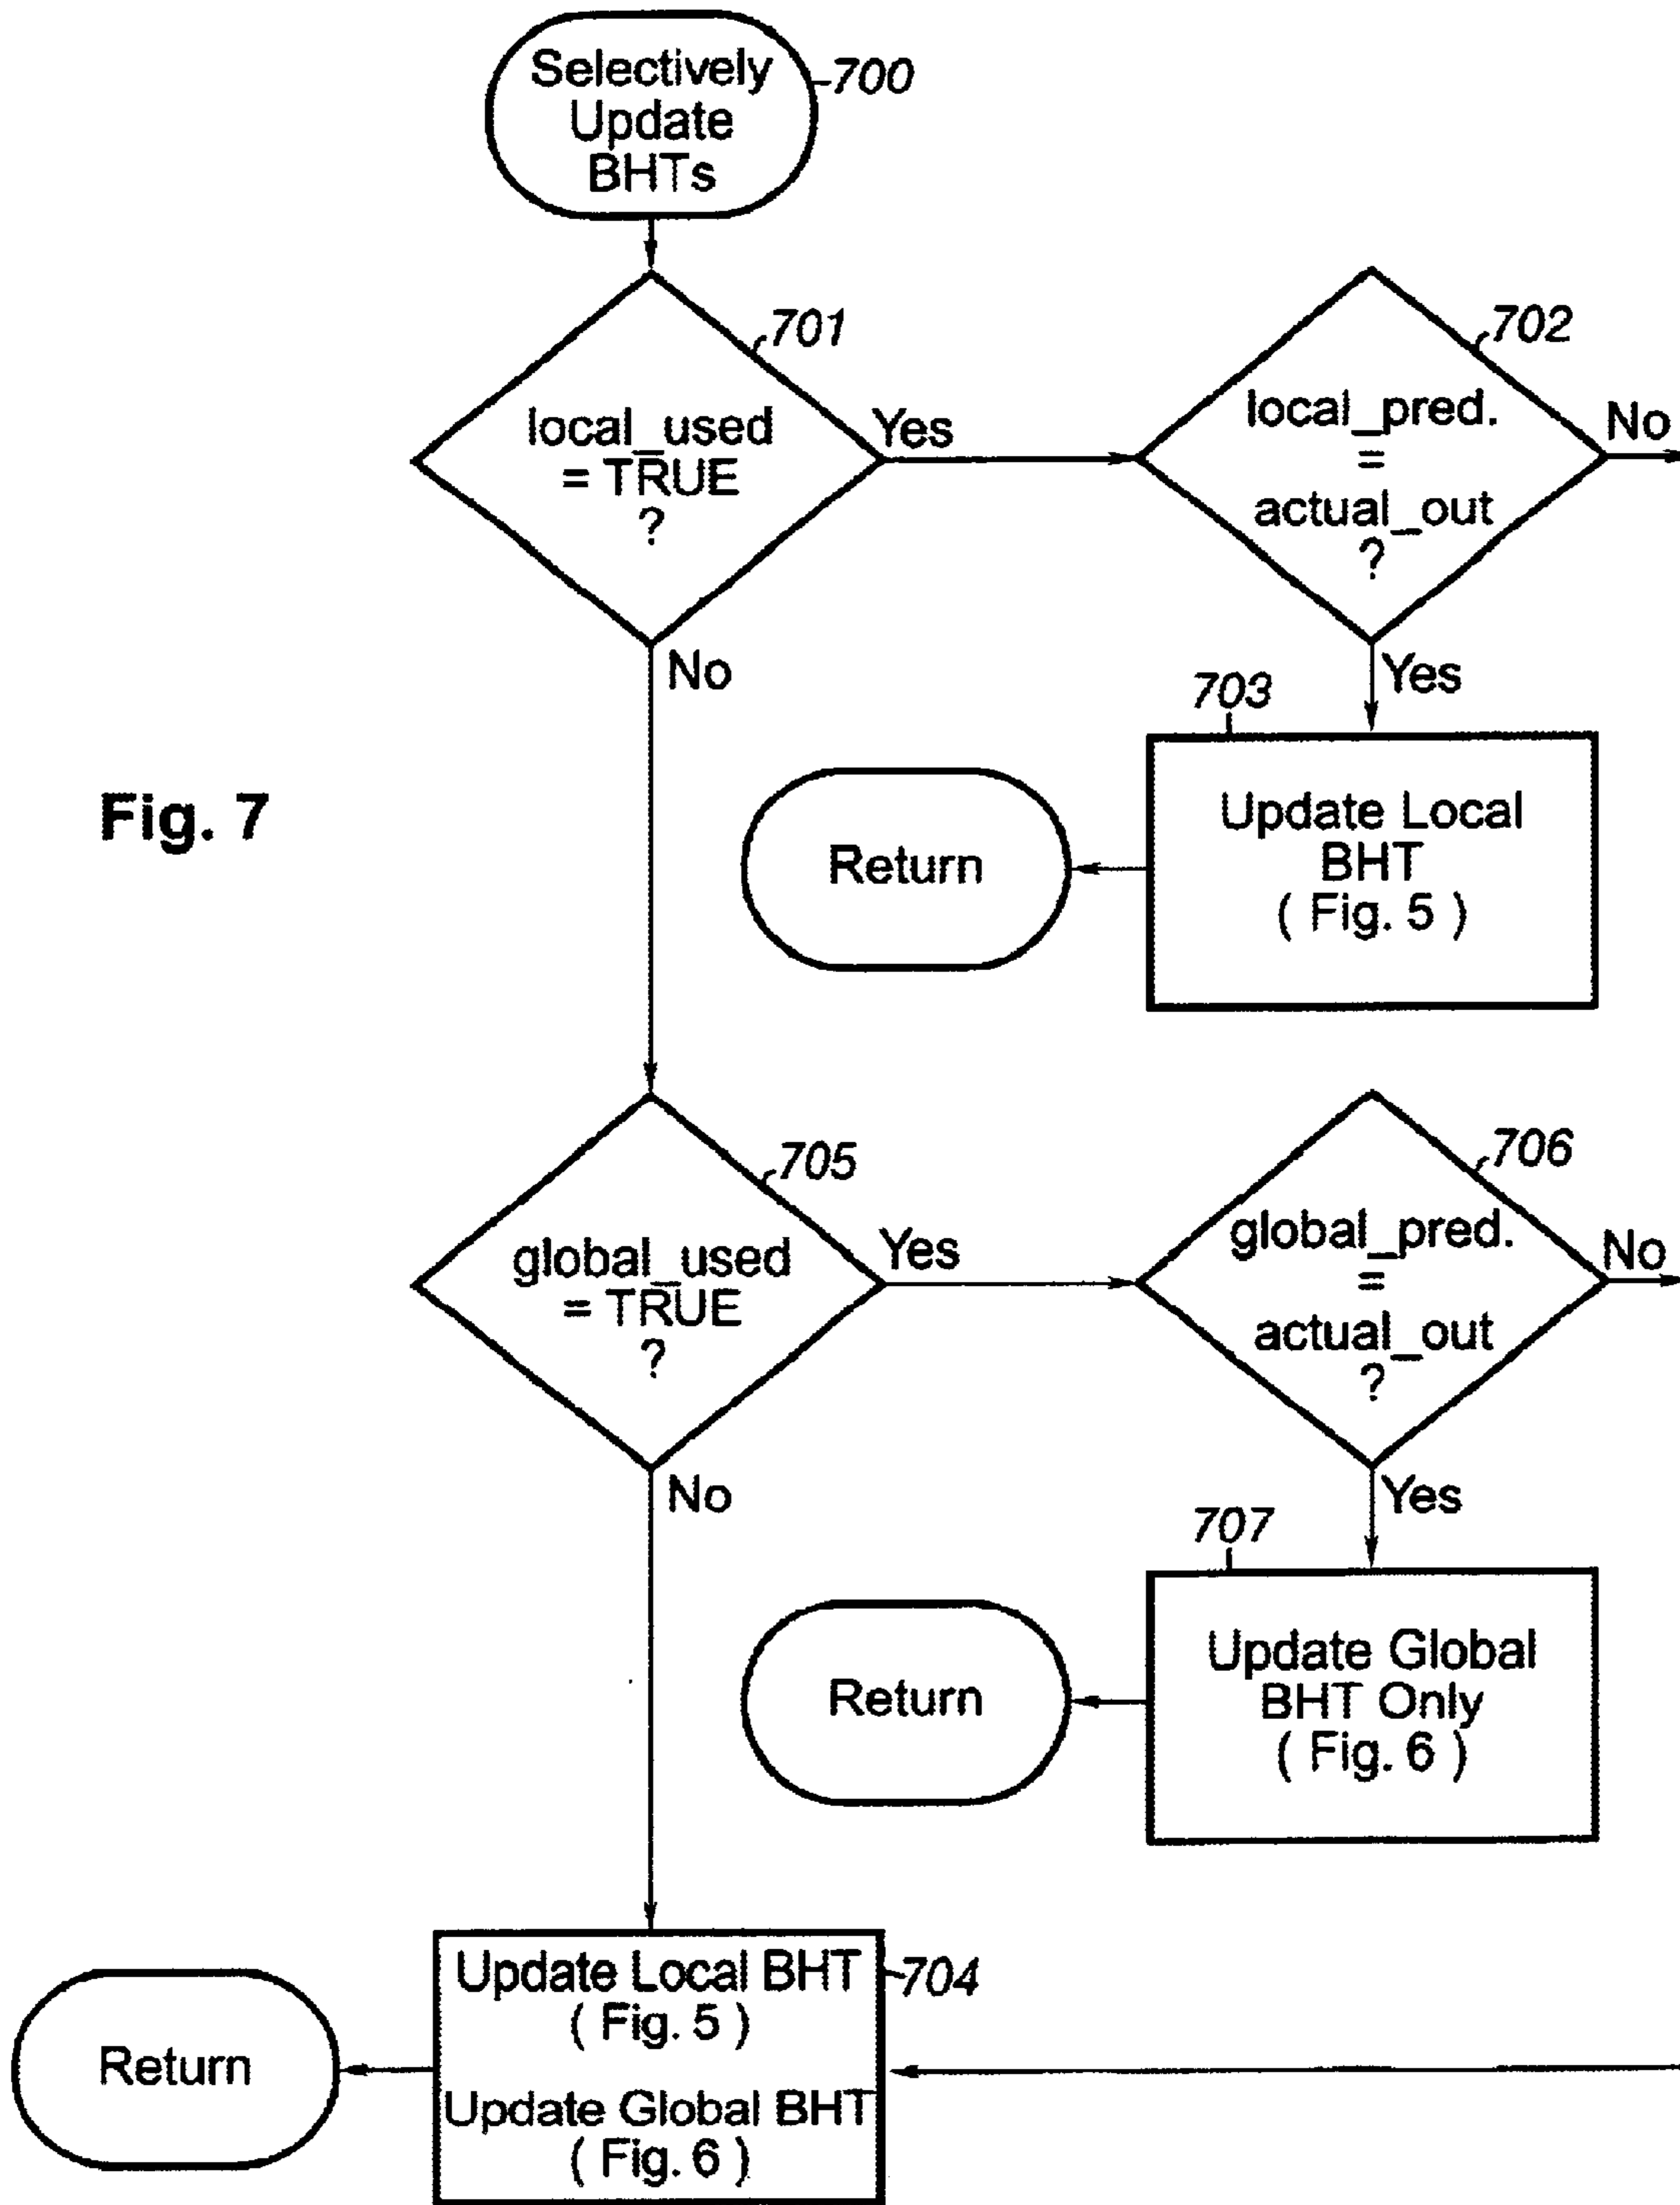 Selectively
Update
BHTs
700
701
local_used
= TRUE
?
Yes
No
702
local_pred.
=
actual_out
?
No
Yes
703
Update Local
BHT
( Fig. 5 )
Return
Fig. 7
705
global_used
= TRUE
?
Yes
No
706
global_pred.
=
actual_out
?
No
Yes
707
Update Global
BHT Only
( Fig. 6 )
Return
Update Local BHT
( Fig. 5 )
Update Global BHT
( Fig. 6 )
704
Return